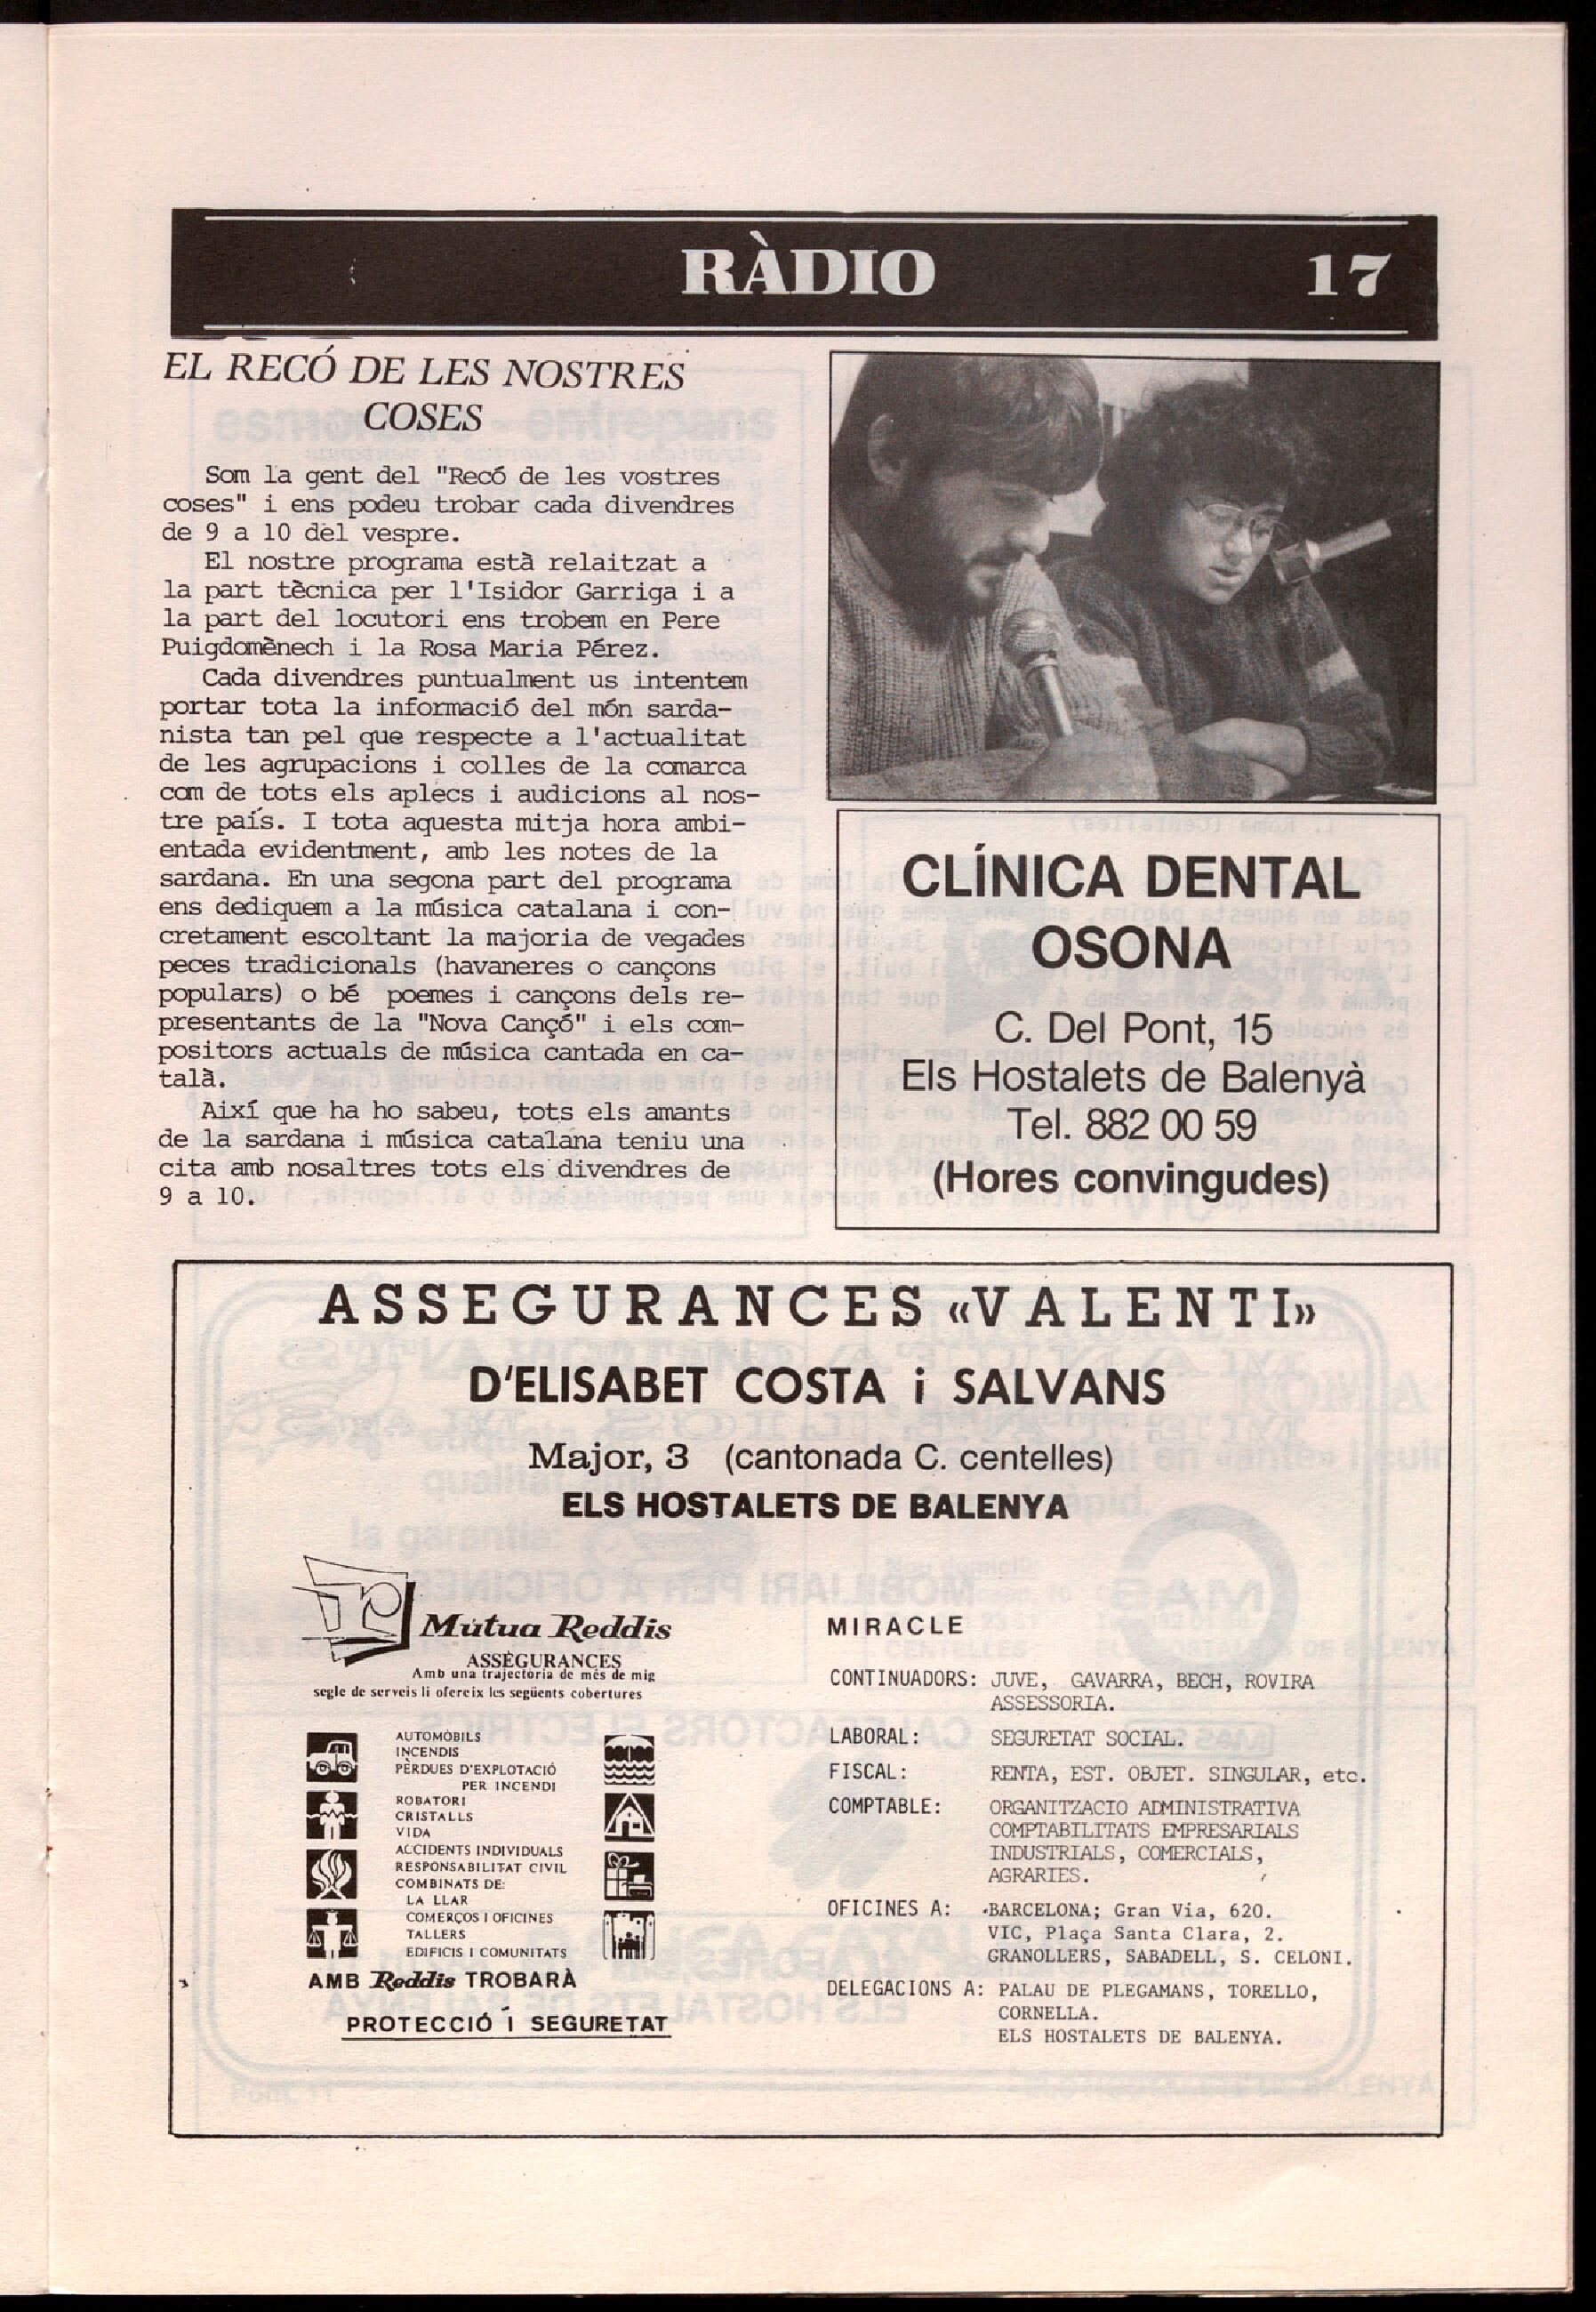 RÀDIO
17
EL RECÓ DE LES NOSTRES
COSES
Som la gent del "Recó de les vostres
coses" i ens podeu trobar cada divendres
de 9 a 10 del vespre.
El nostre programa està relaitzat a
la part tècnica per l'Isidor Garriga i a
la part del locutori ens trobem en Pere
Puigdomènech i la Rosa Maria Pérez.
Cada divendres puntualment us intentem
portar tota la informació del món sarda-
nista tan pel que respecte a l'actualitat
de les agrupacions i colles de la comarca
com de tots els aplecs i audicions al nos-
tre país. I tota aquesta mitja hora ambi-
entada evidentment, amb les notes de la
sardana. En una segona part del programa
ens dediquem a la música catalana i con-
cretament escoltant la majoria de vegades
peces tradicionals (havaneres o cançons
populars) o bé poemes i cançons dels re-
presentants de la "Nova Cançó" i els com-
positors actuals de música cantada en ca-
talà.
Així que ha ho sabeu, tots els amants
de la sardana i música catalana teniu una
cita amb nosaltres tots els divendres de
9 a 10.
CLÍNICA DENTAL
OSONA
C. Del Pont, 15
Els Hostalets de Balenyà
Tel. 882 00 59
(Hores convingudes)
ASSEGURANCES «VALENTI»
D'ELISABET COSTA i SALVANS
Major, 3 (cantonada C. centelles)
ELS HOSTALETS DE BALENYA
Mútua Reddis
ASSEGURANCES
Amb una trajectòria de més de mig
segle de serveis li ofereix les següents cobertures
AUTOMÒBILS
INCENDIS
PÈRDUES D'EXPLOTACIÓ
PER INCENDI
ROBATORI
CRISTALLS
VIDA
ACCIDENTS INDIVIDUALS
RESPONSABILITAT CIVIL
COMBINATS DE:
LA LLAR
COMERÇOS I OFICINES
TALLERS
EDIFICIS I COMUNITATS
AMB Reddis TROBARÀ
PROTECCIÓ I SEGURETAT
MIRACLE
CONTINUADORS: JUVE, GAVARRA, BECH, ROVIRA
ASSESSORIA.
LABORAL: SEGURETAT SOCIAL.
FISCAL: RENTA, EST. OBJET. SINGULAR, etc.
COMPTABLE: ORGANITZACIO ADMINISTRATIVA
COMPTABILITATS EMPRESARIALS
INDUSTRIALS, COMERCIALS,
AGRARIES.
OFICINES A: BARCELONA; Gran Via, 620.
VIC, Plaça Santa Clara, 2.
GRANOLLERS, SABADELL, S. CELONI.
DELEGACIONS A: PALAU DE PLEGAMANS, TORELLO,
CORNELLA.
ELS HOSTALETS DE BALENYA.